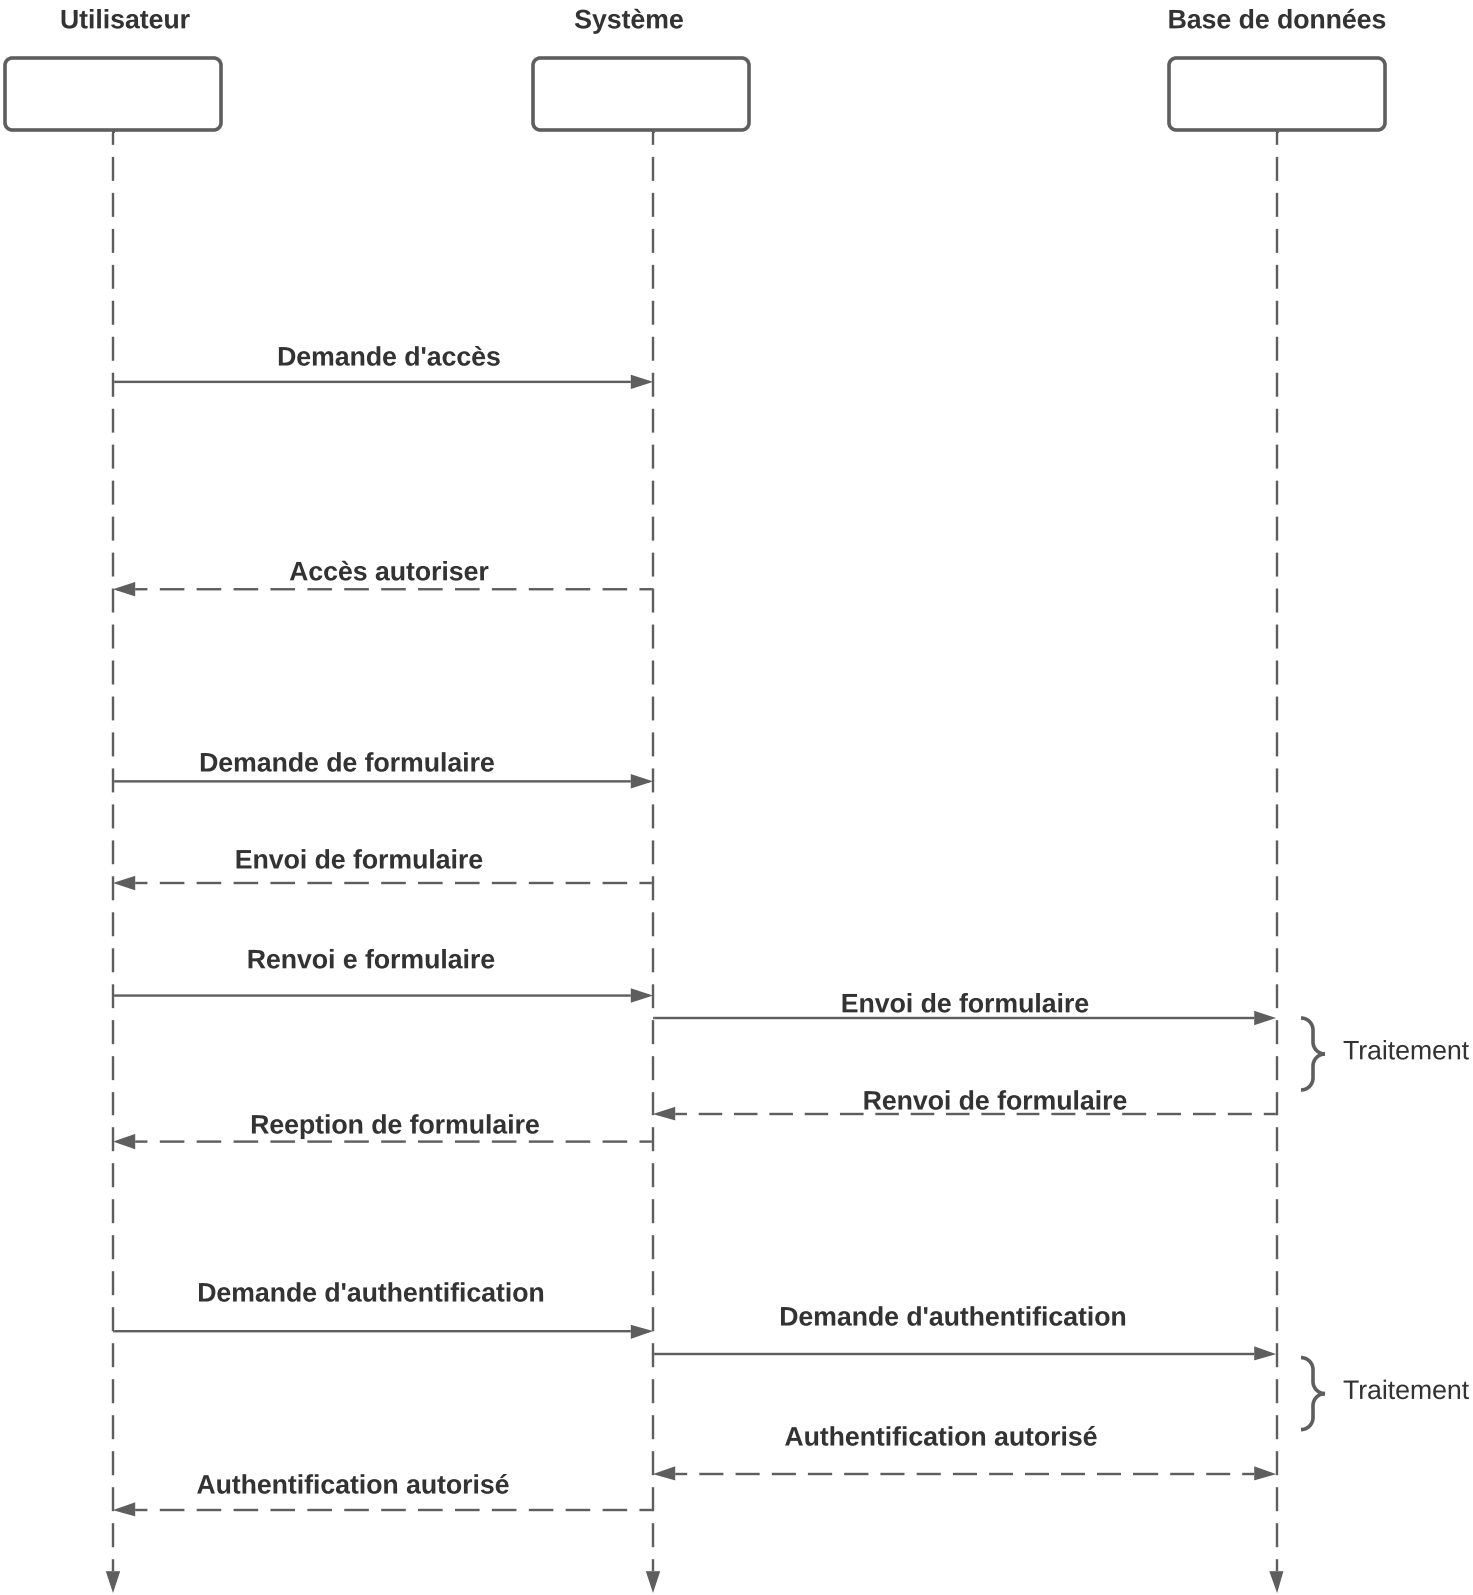 Utilisateur
Système
Base de données
Demande d'accès
Accès autoriser
Demande de formulaire
Envoi de formulaire
Renvoi e formulaire
Envoi de formulaire
Traitement
Renvoi de formulaire
Reeption de formulaire
Demande d'authentification
Demande d'authentification
Traitement
Authentification autorisé
Authentification autorisé